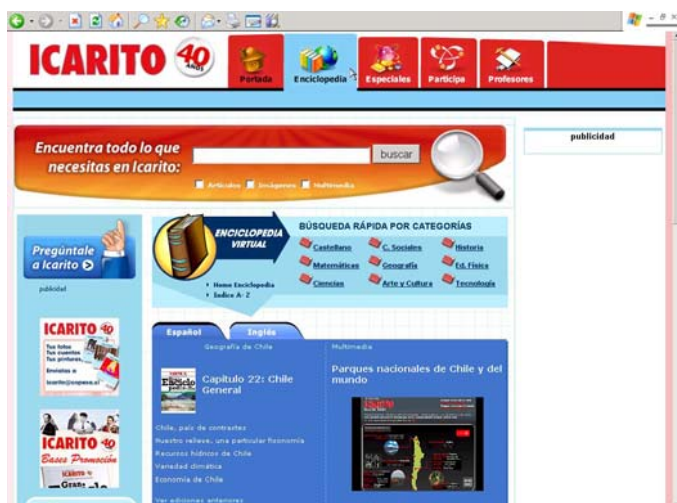 ICARITO 40
AÑOS
Portada
Enciclopedia
Especiales
Participa
Profesores
Encuentra todo lo que
necesitas en Icarito:
buscar
Artículos Imágenes Multimedia
publicidad
Pregúntale
a Icarito
publicidad
ICARITO 40
Tus fotos
Tus cuentos
Tus pinturas,
Envíalos a
ICARITO 40
Bases Promoción
ENCICLOPEDIA
VIRTUAL
Home Enciclopedia
Indice A-Z
BÚSQUEDA RÁPIDA POR CATEGORÍAS
Castellano C. Sociales Historia
Matemáticas Geografía Ed. Física
Ciencias Arte y Cultura Tecnología
Español Inglés
Geografía de Chile
Capítulo 22: Chile
General
Chile, país de contrastes
Nuestro relieve, una particular fisonomía
Recursos hídricos de Chile
Variedad climática
Economía de Chile
Ver ediciones anteriores
Multimedia
Parques nacionales de Chile y del
mundo